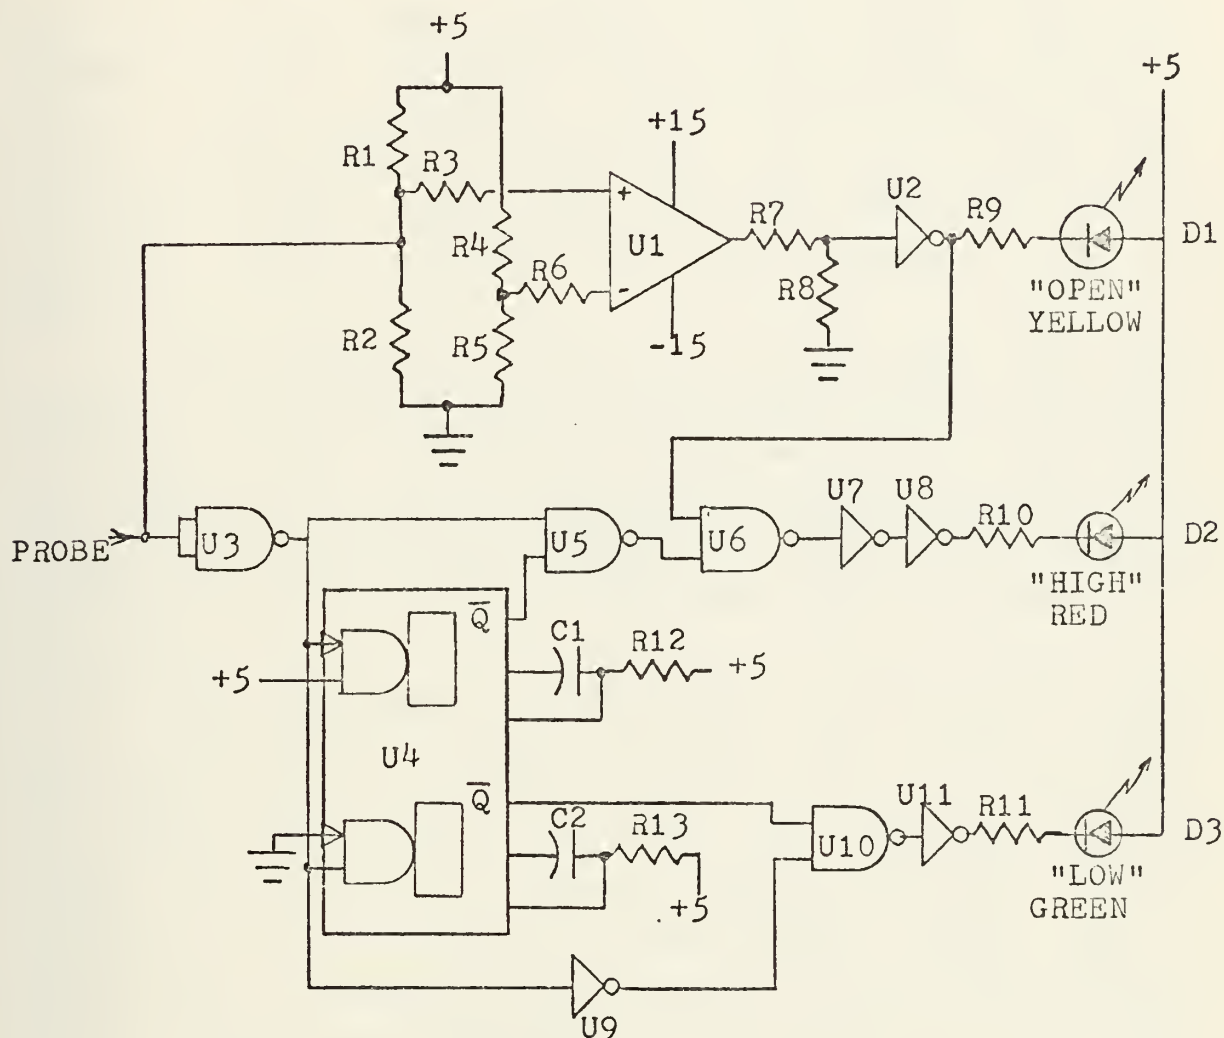 +5
+5
R1
R3
+15
+
U1
-
-15
R4
R6
R2
R5
R7
R8
U2
R9
D1
"OPEN"
YELLOW
PROBE
U3
U5
U6
U7
U8
R10
D2
"HIGH"
RED
Q̅
C1
R12
+5
+5
U4
Q̅
C2
R13
+5
U10
U11
R11
D3
"LOW"
GREEN
U9